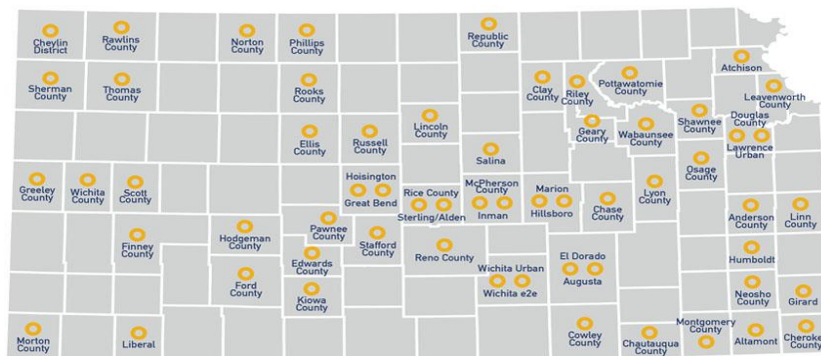 Cheylin
District
Rawlins
County
Norton
County
Phillips
County
Republic
County
Atchison
Sherman
County
Thomas
County
Rooks
County
Clay
County
Riley
County
Pottawatomie
County
Leavenworth
County
Lincoln
County
Geary
County
Wabaunsee
County
Shawnee
County
Douglas
County
Lawrence
Urban
Ellis
County
Russell
County
Salina
Osage
County
Greeley
County
Wichita
County
Scott
County
Hoisington
Great Bend
Rice County
Sterling/Alden
McPherson
County
Inman
Marion
Hillsboro
Chase
County
Lyon
County
Anderson
County
Linn
County
Finney
County
Hodgeman
County
Pawnee
County
Stafford
County
Reno County
Edwards
County
Ford
County
Kiowa
County
Wichita Urban
Wichita e2e
El Dorado
Augusta
Humboldt
Neosho
County
Girard
Morton
County
Liberal
Cowley
County
Chautauqua
County
Montgomery
County
Altamont
Cherokee
County